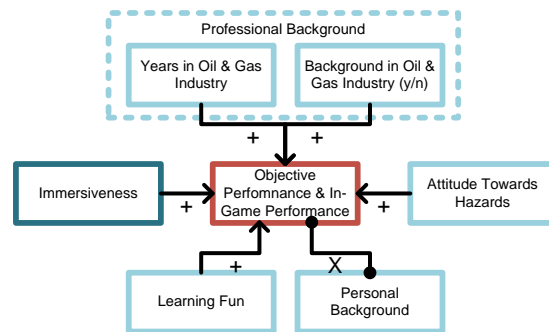 Professional Background
Years in Oil & Gas
Industry
Background in Oil &
Gas Industry (y/n)
+
+
Immersiveness
+
Objective
Perfomnance & In-
Game Performance
+
Attitude Towards
Hazards
+
X
Learning Fun
Personal
Background